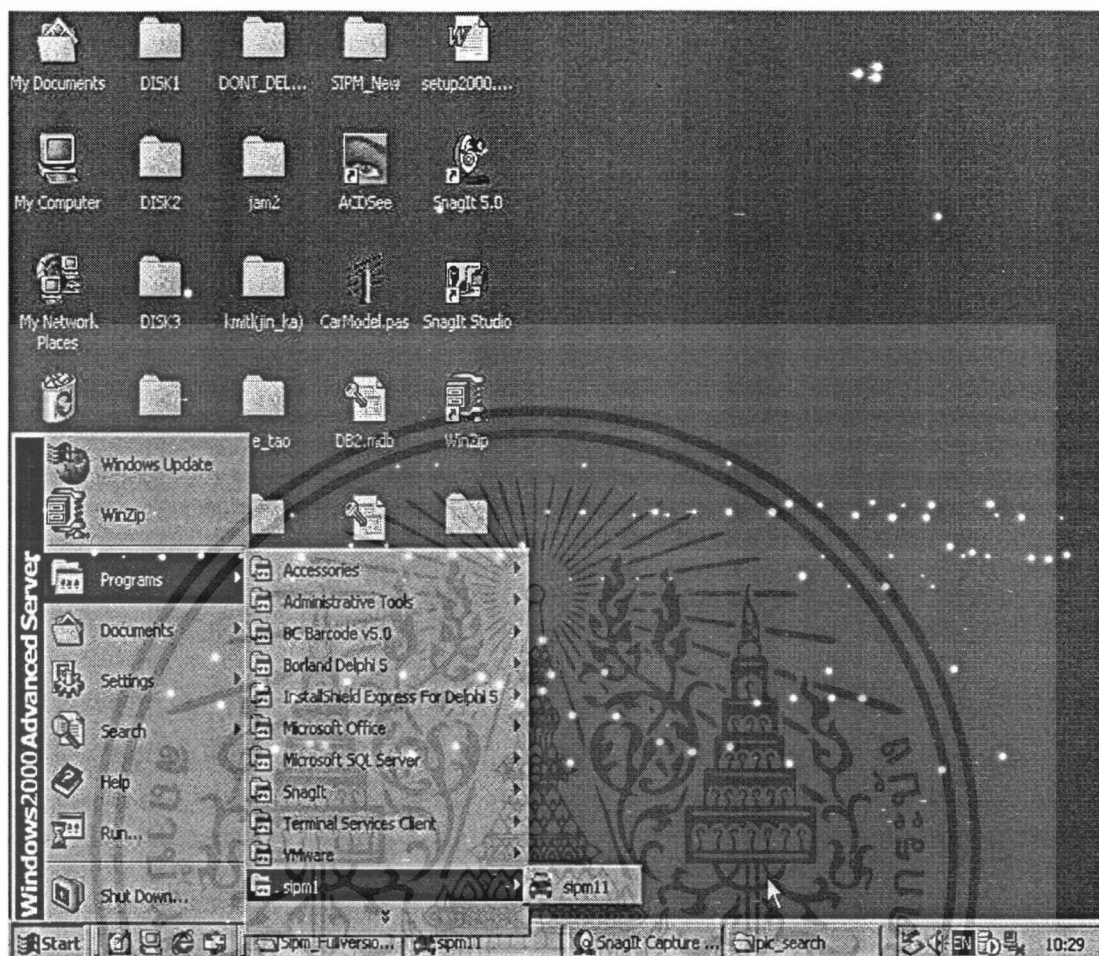 My Documents
DISK1
DONT_DEL...
SIPM_New
setup2000....
My Computer
DISK2
jam2
ACDSee
SnagIt 5.0
My Network
Places
DISK3
kmitl(jin_ka)
CarModel.pas
SnagIt Studio
e_tao
DB2.mdb
WinZip
Windows Update
WinZip
Programs
Documents
Settings
Search
Help
Run...
Shut Down...
Windows 2000 Advanced Server
Accessories
Administrative Tools
BC Barcode v5.0
Borland Delphi 5
InstallShield Express For Delphi 5
Microsoft Office
Microsoft SQL Server
SnagIt
Terminal Services Client
VMware
sipm1
sipm11
Start
Sipm_Fullversio...
sipm11
SnagIt Capture ...
pic_search
EN
10:29